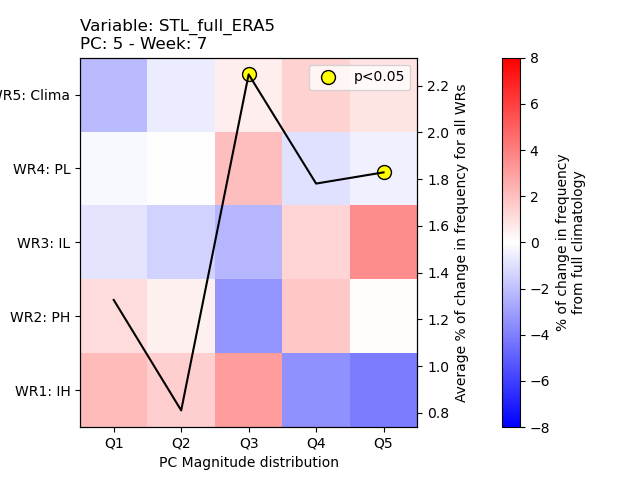 Variable: STL_full_ERA5
PC: 5 - Week: 7
p<0.05
WR5: Clima
WR4: PL
WR3: IL
WR2: PH
WR1: IH
Q1 Q2 Q3 Q4 Q5
PC Magnitude distribution
2.2
2.0
1.8
1.6
1.4
1.2
1.0
0.8
Average % of change in frequency for all WRs
8
6
4
2
0
−2
−4
−6
−8
% of change in frequency
from full climatology